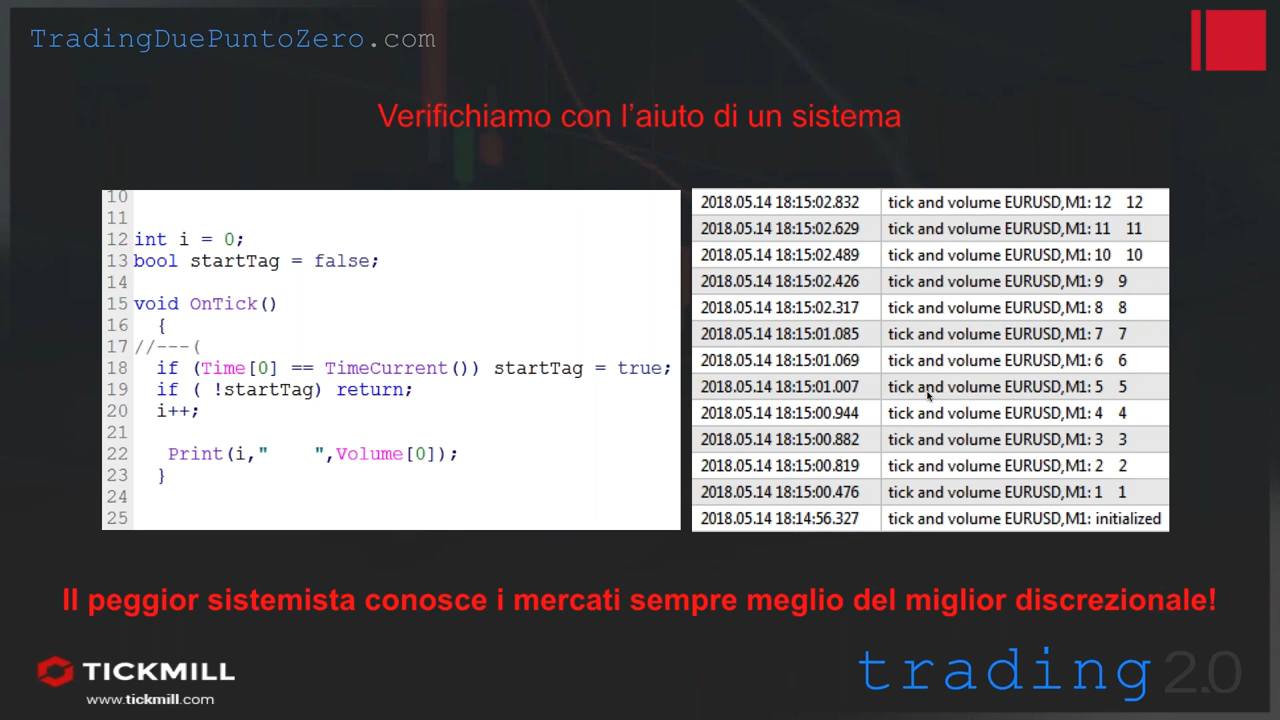 TradingDuePuntoZero.com
Verifichiamo con l'aiuto di un sistema
10
11
12 int i = 0;
13 bool startTag = false;
14
15 void OnTick()
16 {
17 //---(
18 if (Time[0] == TimeCurrent()) startTag = true;
19 if ( !startTag) return;
20 i++;
21
22 Print(i,"    ",Volume[0]);
23 }
24
25
2018.05.14 18:15:02.832 tick and volume EURUSD,M1: 12 12
2018.05.14 18:15:02.629 tick and volume EURUSD,M1: 11 11
2018.05.14 18:15:02.489 tick and volume EURUSD,M1: 10 10
2018.05.14 18:15:02.426 tick and volume EURUSD,M1: 9 9
2018.05.14 18:15:02.317 tick and volume EURUSD,M1: 8 8
2018.05.14 18:15:01.085 tick and volume EURUSD,M1: 7 7
2018.05.14 18:15:01.069 tick and volume EURUSD,M1: 6 6
2018.05.14 18:15:01.007 tick and volume EURUSD,M1: 5 5
2018.05.14 18:15:00.944 tick and volume EURUSD,M1: 4 4
2018.05.14 18:15:00.882 tick and volume EURUSD,M1: 3 3
2018.05.14 18:15:00.819 tick and volume EURUSD,M1: 2 2
2018.05.14 18:15:00.476 tick and volume EURUSD,M1: 1 1
2018.05.14 18:14:56.327 tick and volume EURUSD,M1: initialized
Il peggior sistemista conosce i mercati sempre meglio del miglior discrezionale!
TICKMILL
www.tickmill.com
trading 2.0